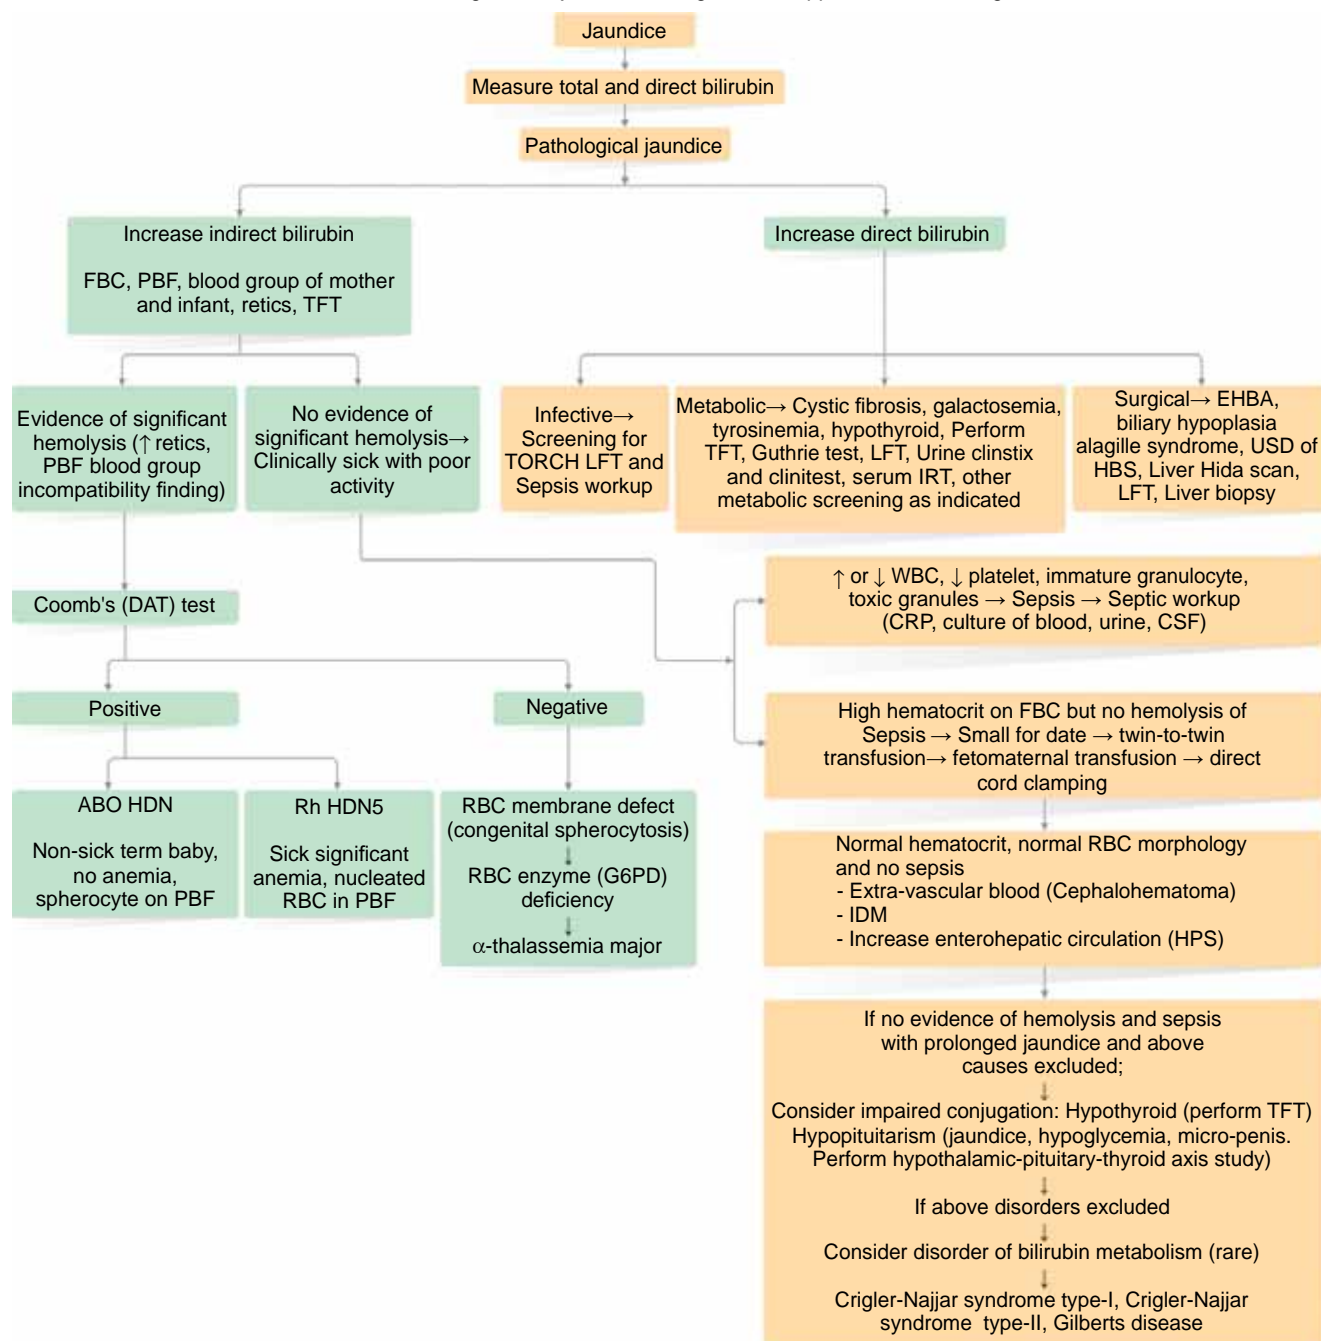 Jaundice
Measure total and direct bilirubin
Pathological jaundice
Increase indirect bilirubin
FBC, PBF, blood group of mother
and infant, retics, TFT
Increase direct bilirubin
Evidence of significant
hemolysis (↑ retics,
PBF blood group
incompatibility finding)
No evidence of
significant hemolysis→
Clinically sick with poor
activity
Infective→
Screening for
TORCH LFT and
Sepsis workup
Metabolic→ Cystic fibrosis, galactosemia,
tyrosinemia, hypothyroid, Perform
TFT, Guthrie test, LFT, Urine clinstix
and clinitest, serum IRT, other
metabolic screening as indicated
Surgical→ EHBA,
biliary hypoplasia
alagille syndrome, USD of
HBS, Liver Hida scan,
LFT, Liver biopsy
Coomb's (DAT) test
↑ or ↓ WBC, ↓ platelet, immature granulocyte,
toxic granules → Sepsis → Septic workup
(CRP, culture of blood, urine, CSF)
Positive
Negative
High hematocrit on FBC but no hemolysis of
Sepsis → Small for date → twin-to-twin
transfusion→ fetomaternal transfusion → direct
cord clamping
ABO HDN
Non-sick term baby,
no anemia,
spherocyte on PBF
Rh HDN5
Sick significant
anemia, nucleated
RBC in PBF
RBC membrane defect
(congenital spherocytosis)
↓
RBC enzyme (G6PD)
deficiency
↓
α-thalassemia major
Normal hematocrit, normal RBC morphology
and no sepsis
- Extra-vascular blood (Cephalohematoma)
- IDM
- Increase enterohepatic circulation (HPS)
If no evidence of hemolysis and sepsis
with prolonged jaundice and above
causes excluded;
↓
Consider impaired conjugation: Hypothyroid (perform TFT)
Hypopituitarism (jaundice, hypoglycemia, micro-penis.
Perform hypothalamic-pituitary-thyroid axis study)
↓
If above disorders excluded
↓
Consider disorder of bilirubin metabolism (rare)
↓
Crigler-Najjar syndrome type-I, Crigler-Najjar
syndrome type-II, Gilberts disease